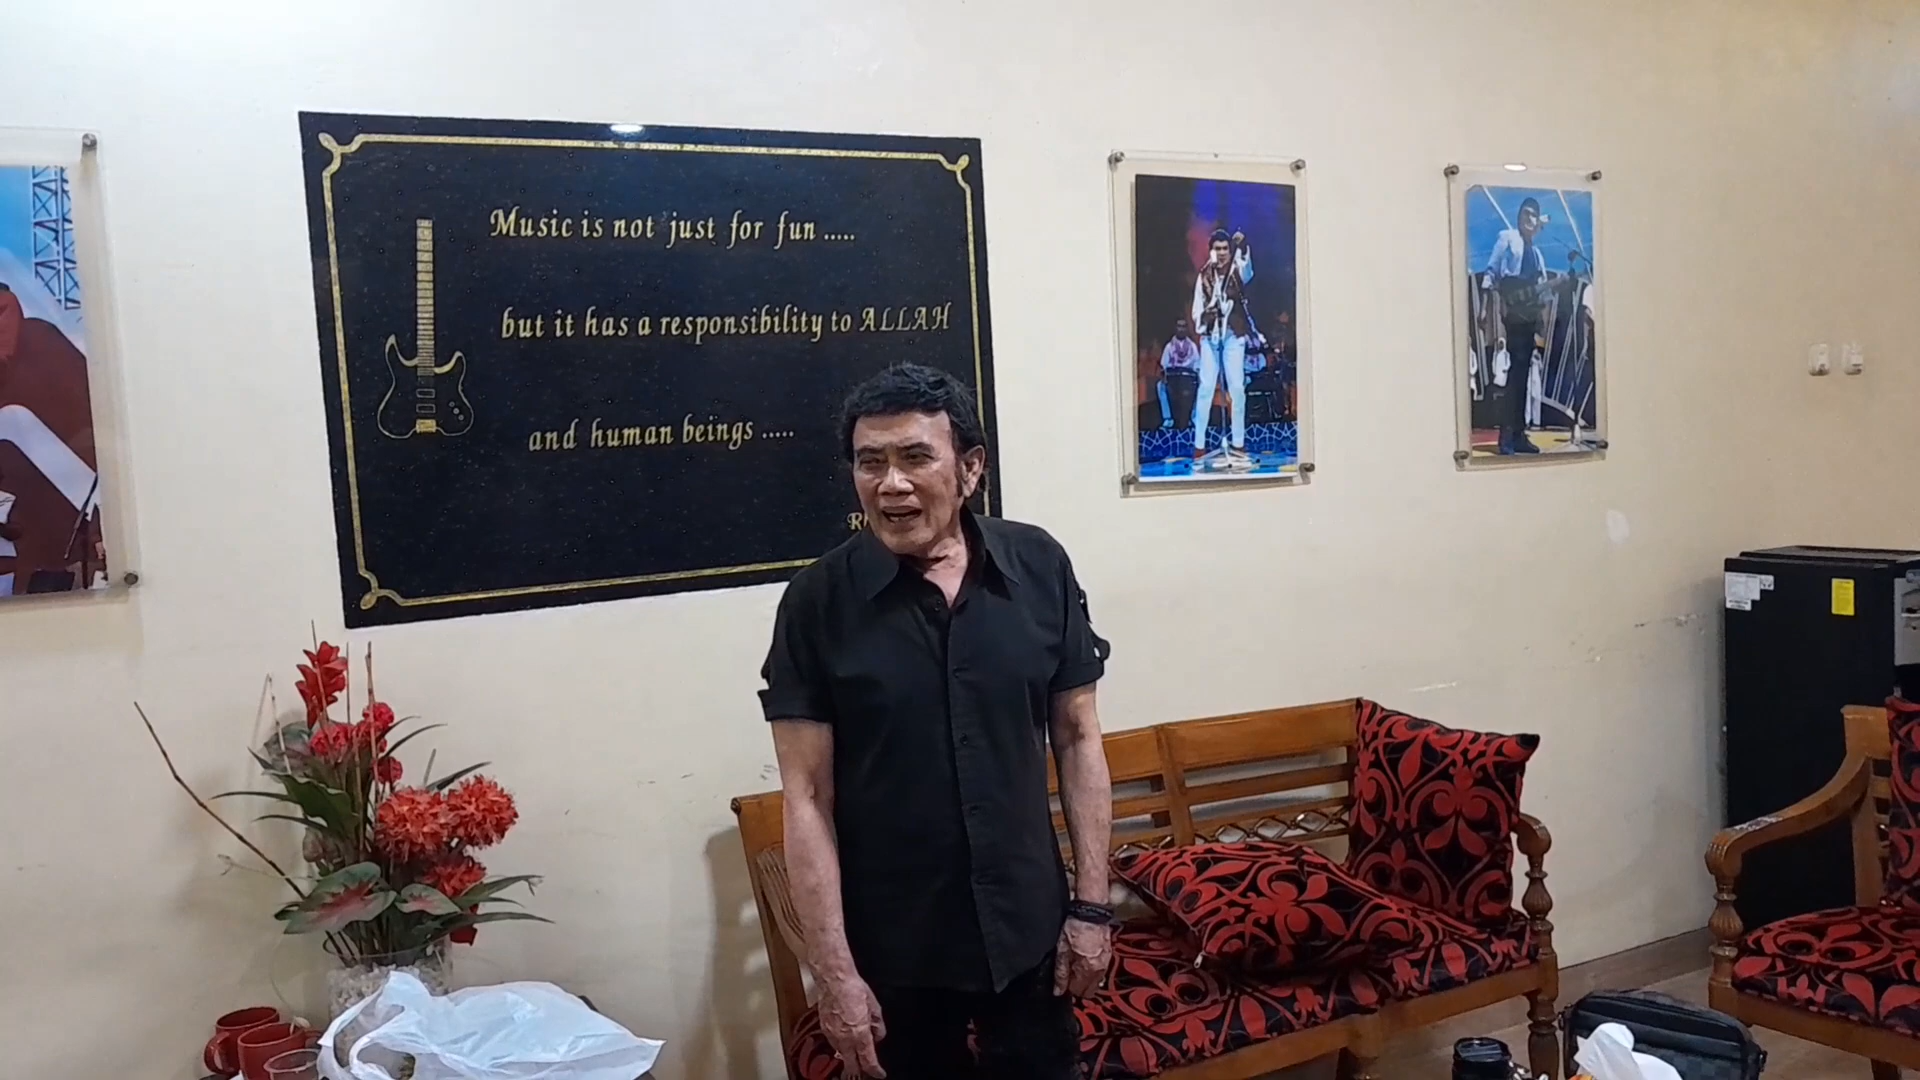 Music is not just for fun .....
but it has a responsibility to ALLAH
and human beings .....